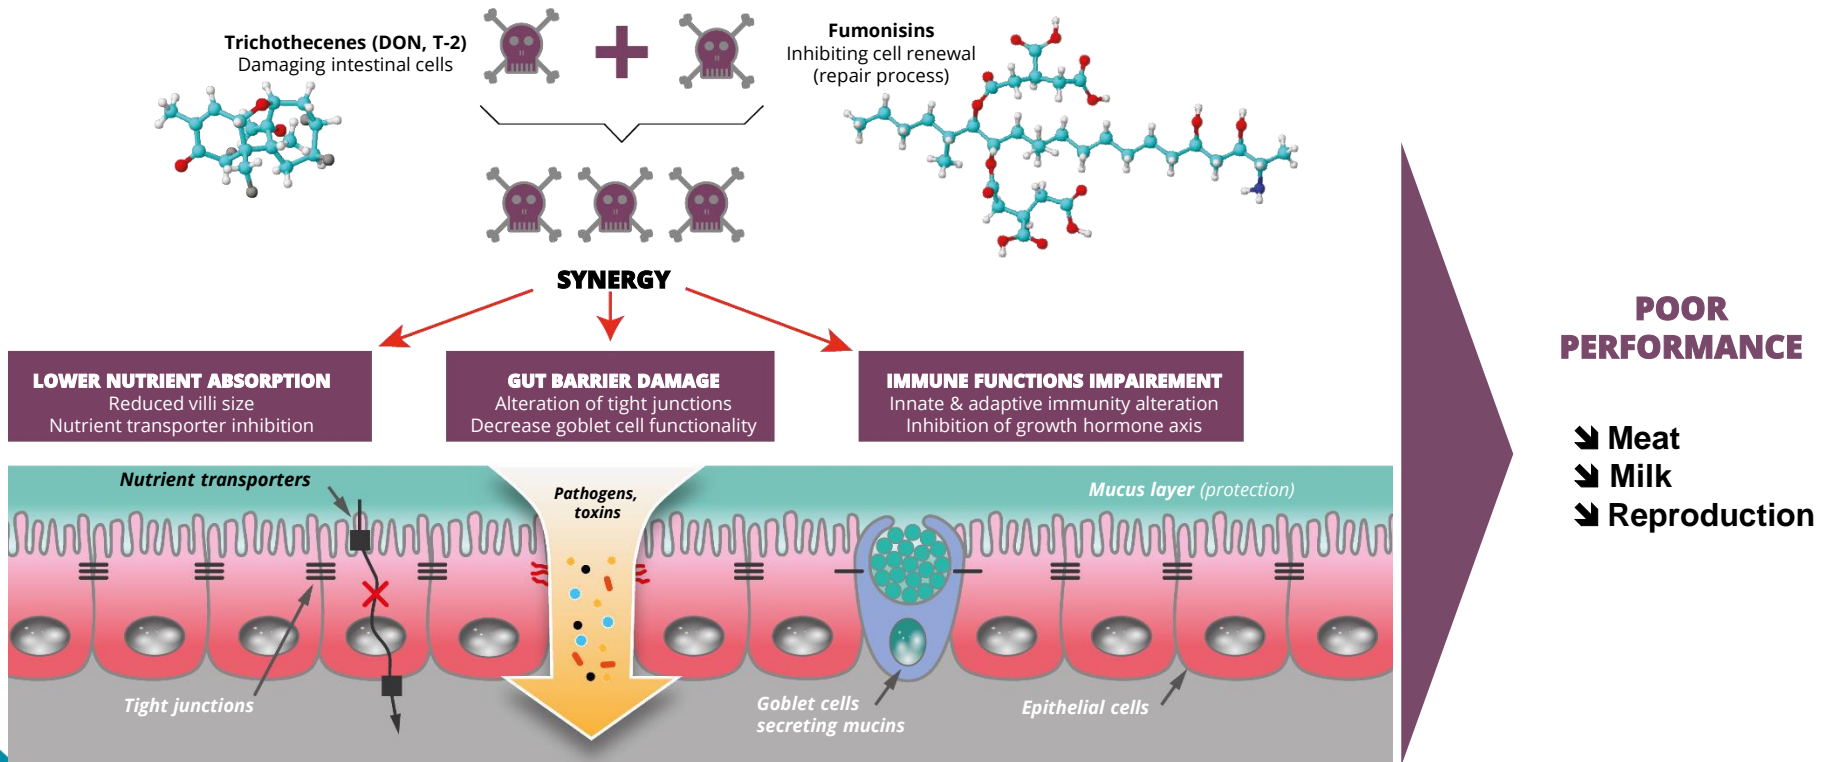 Trichothecenes (DON, T-2)
Damaging intestinal cells
Fumonisins
Inhibiting cell renewal
(repair process)
SYNERGY
LOWER NUTRIENT ABSORPTION
Reduced villi size
Nutrient transporter inhibition
GUT BARRIER DAMAGE
Alteration of tight junctions
Decrease goblet cell functionality
IMMUNE FUNCTIONS IMPAIREMENT
Innate & adaptive immunity alteration
Inhibition of growth hormone axis
Nutrient transporters
Pathogens,
toxins
Mucus layer (protection)
Tight junctions
Goblet cells
secreting mucins
Epithelial cells
POOR
PERFORMANCE
➘ Meat
➘ Milk
➘ Reproduction